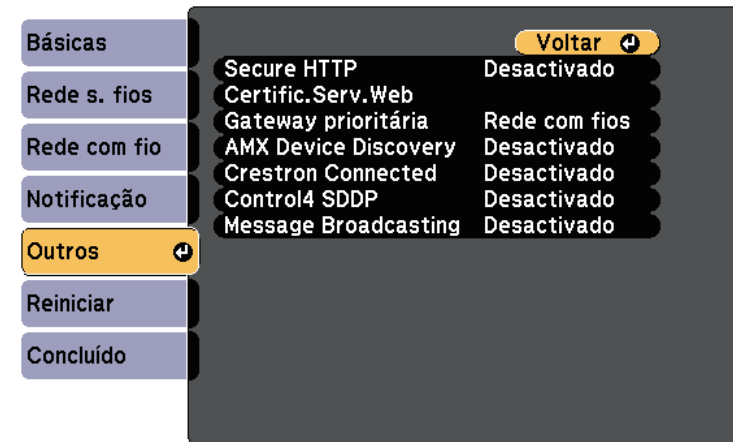 Básicas
Rede s. fios
Rede com fio
Notificação
Outros
Reiniciar
Concluído
Voltar
Secure HTTP Desactivado
Certific.Serv.Web
Gateway prioritária Rede com fios
AMX Device Discovery Desactivado
Crestron Connected Desactivado
Control4 SDDP Desactivado
Message Broadcasting Desactivado